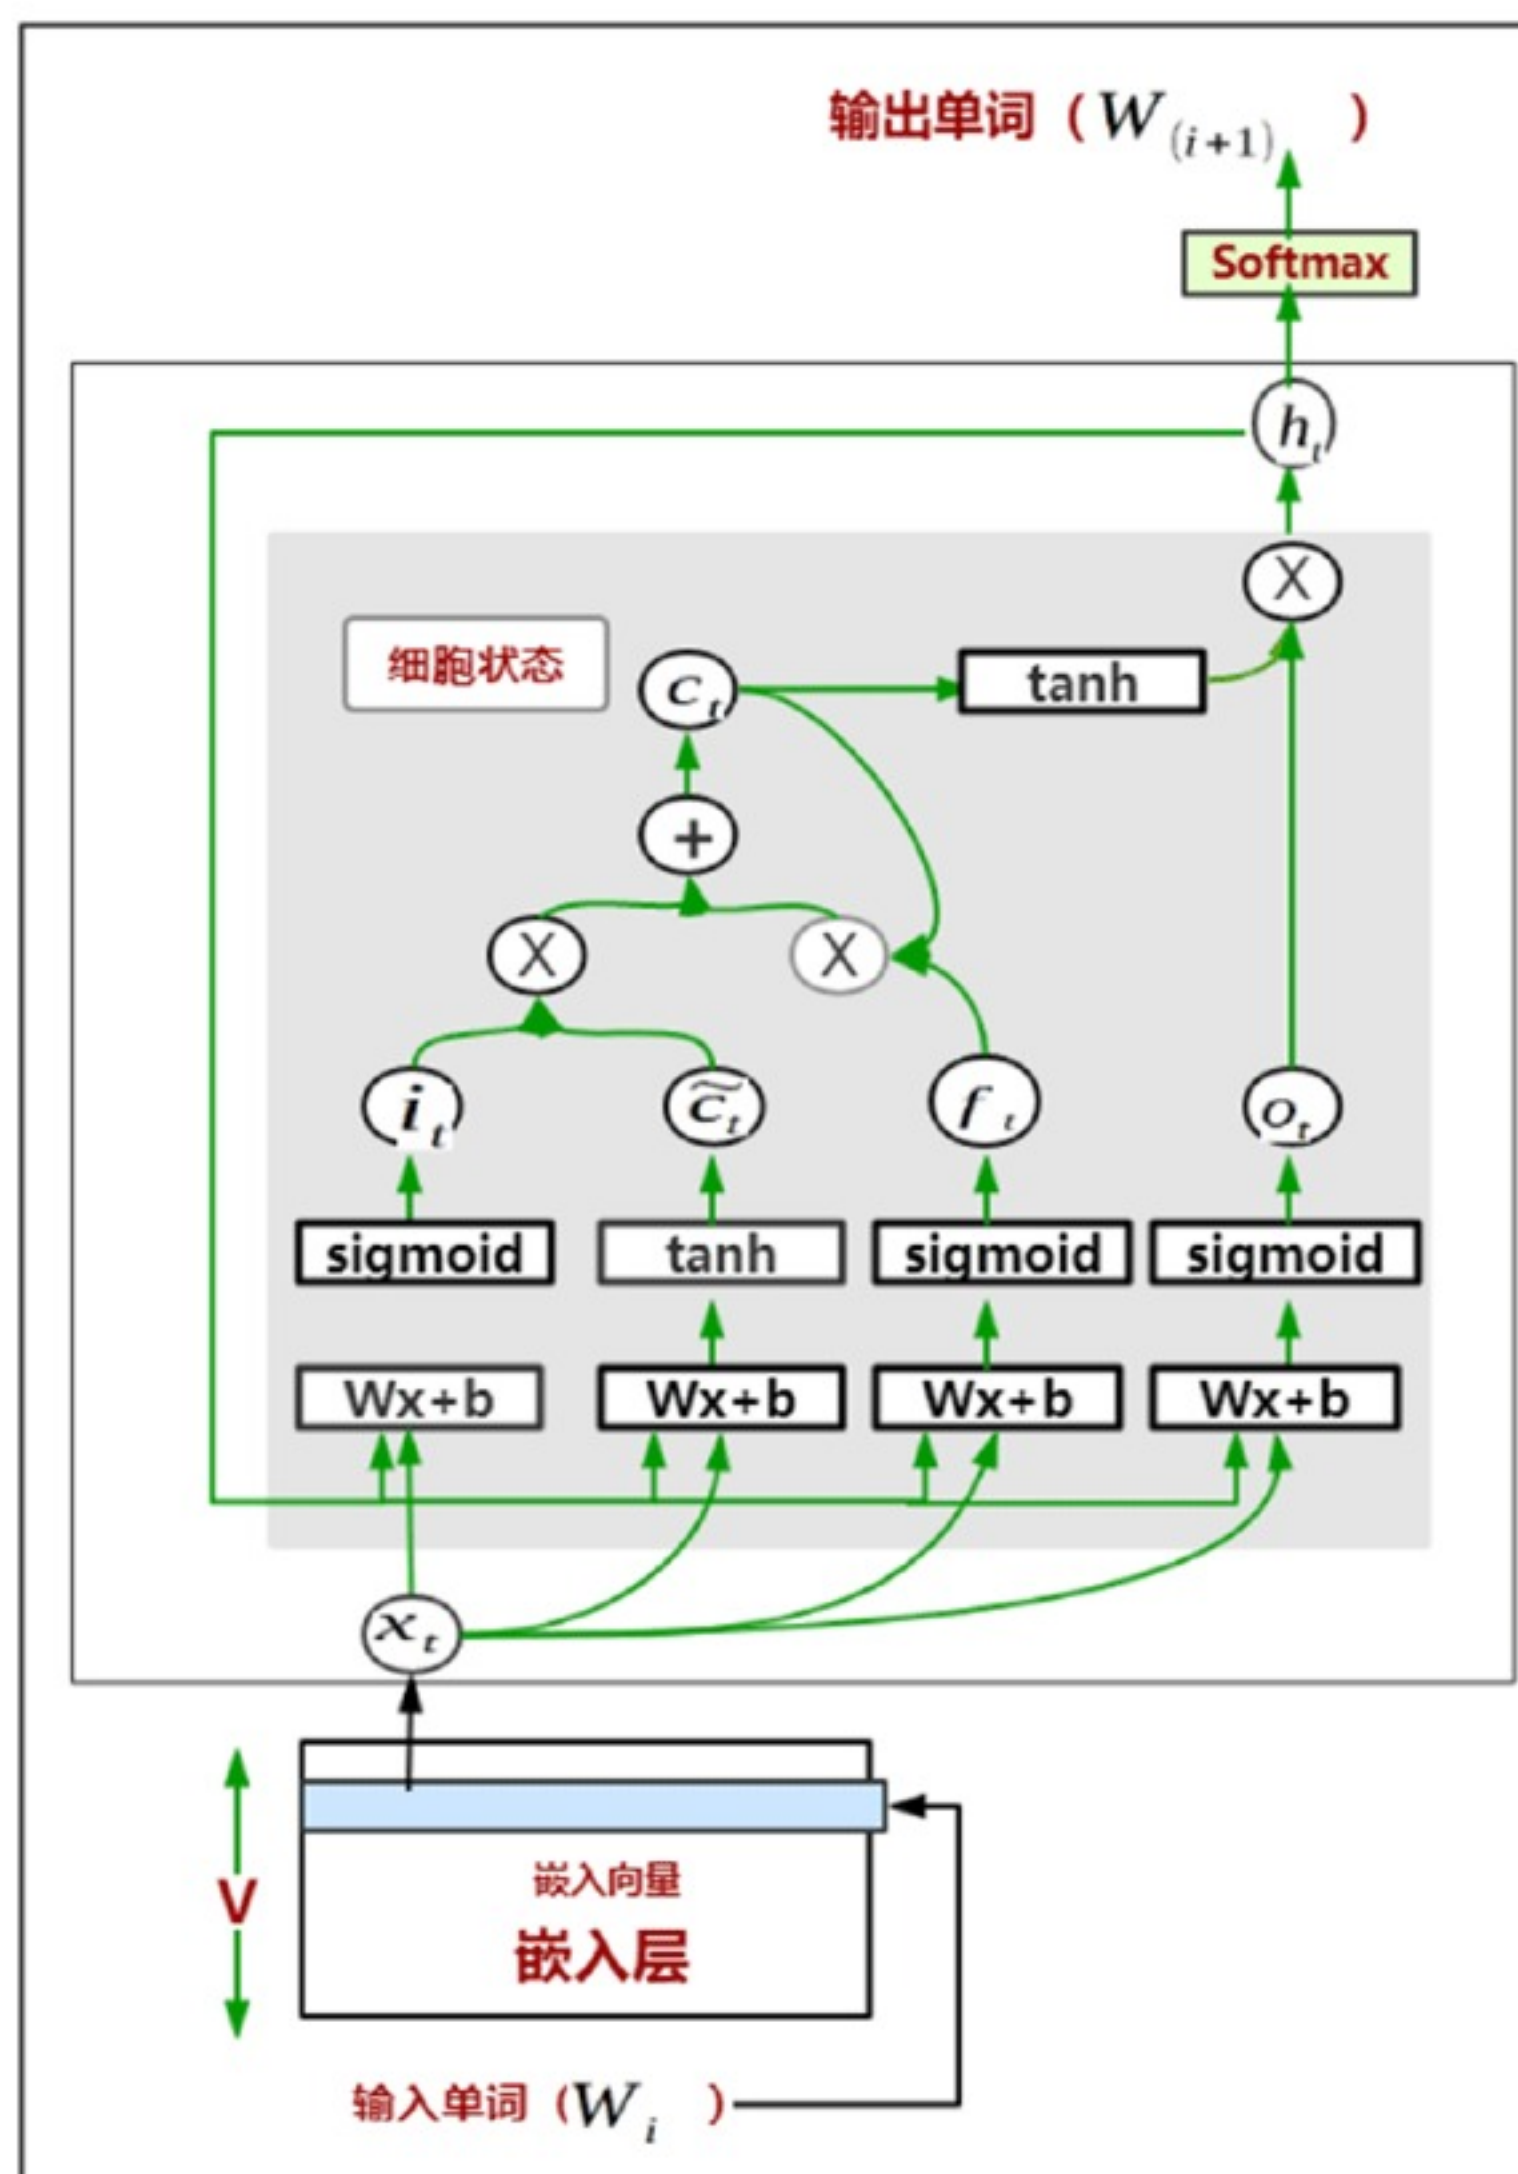 输出单词（W(i+1) ）
Softmax
ht
X
细胞状态
ct
tanh
+
X X
it c̃t ft ot
sigmoid tanh sigmoid sigmoid
Wx+b Wx+b Wx+b Wx+b
xt
嵌入向量
V
嵌入层
输入单词（Wi ）